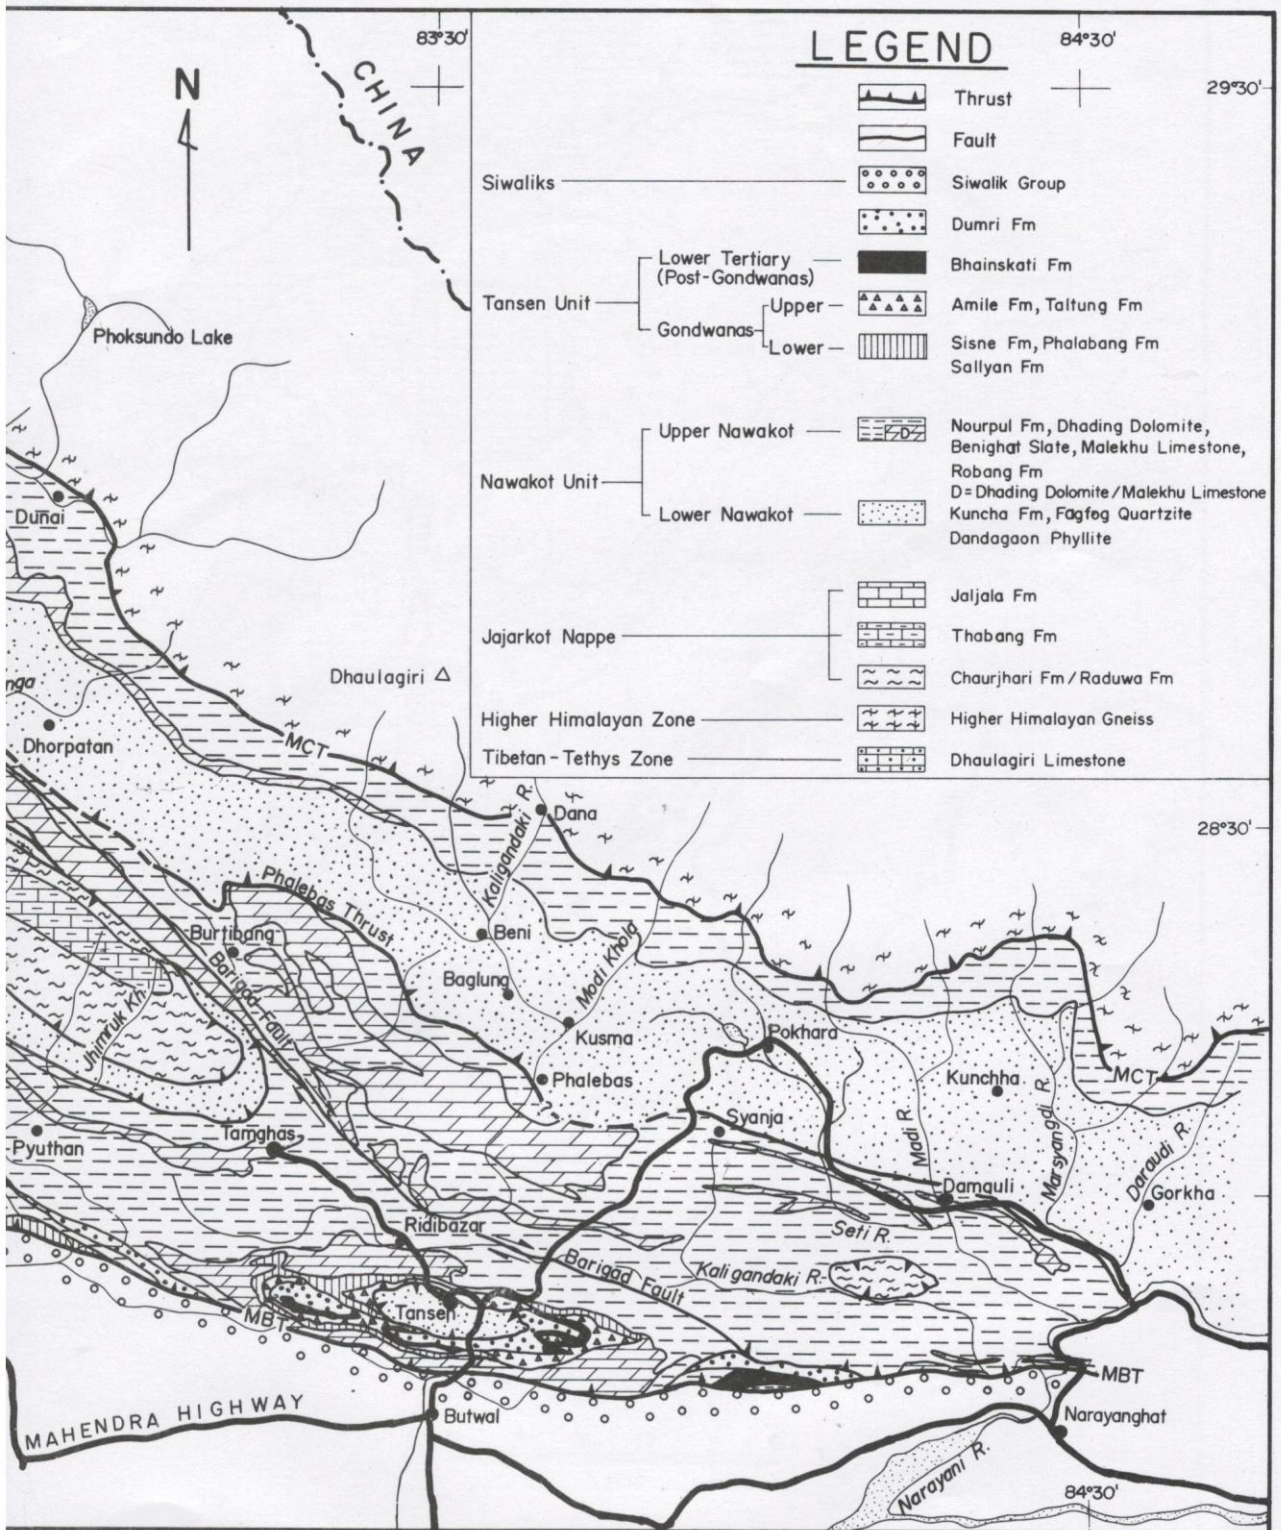 83°30'
LEGEND
84°30'
29°30'
N
CHINA
Thrust
Fault
Siwaliks
Siwalik Group
Dumri Fm
Lower Tertiary
(Post-Gondwanas)
Bhainskati Fm
Tansen Unit
Upper
Amile Fm, Taltung Fm
Gondwanas
Lower
Sisne Fm, Phalabang Fm
Sallyan Fm
Phoksundo Lake
Upper Nawakot
Nourpul Fm, Dhading Dolomite,
Benighat Slate, Malekhu Limestone,
Robang Fm
D
Nawakot Unit
D=Dhading Dolomite/Malekhu Limestone
Lower Nawakot
Kuncha Fm, Fagfog Quartzite
Dandagaon Phyllite
Dunai
Jaljala Fm
Jajarkot Nappe
Thabang Fm
Chaurjhari Fm/Raduwa Fm
Higher Himalayan Zone
Higher Himalayan Gneiss
Tibetan-Tethys Zone
Dhaulagiri Limestone
Dhaulagiri
nga
Dhorpatan
MCT
Dana
Kaligandaki R.
28°30'
Phalebas Thrust
Burtibang
Beni
Barigad Fault
Baglung
Modi Khola
Jhimruk Kh.
Kusma
Pokhara
Phalebas
Kunchha
MCT
?
Syanja
Madi R.
Marsyangdi R.
Daraudi R.
Pyuthan
Tamghas
Damauli
Gorkha
Ridibazar
Seti R.
Barigad Fault
Kaligandaki R.
Tansen
MBT
MBT
MAHENDRA HIGHWAY
Butwal
Narayanghat
Narayani R.
84°30'